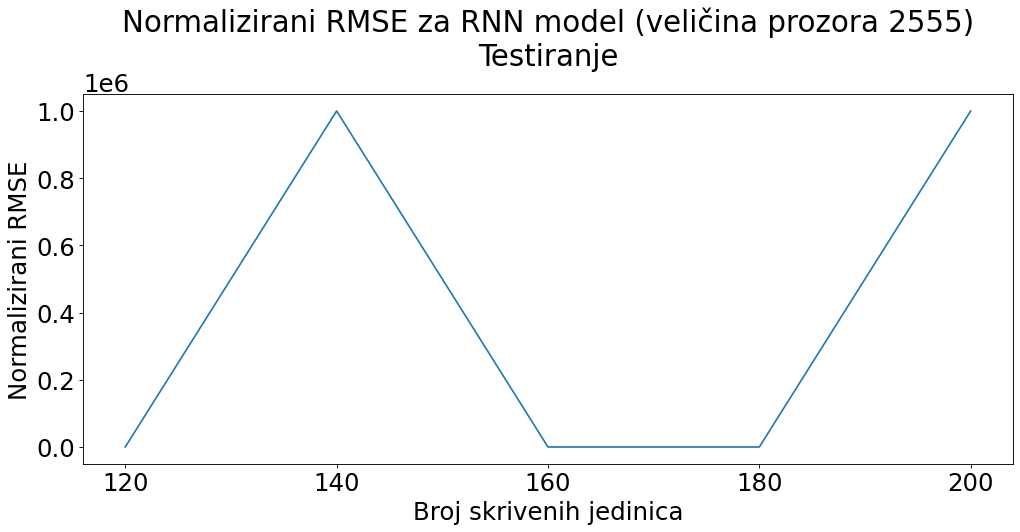 Normalizirani RMSE za RNN model (veličina prozora 2555)
Testiranje
1e6
1.0
0.8
0.6
0.4
0.2
0.0
Normalizirani RMSE
120 140 160 180 200
Broj skrivenih jedinica